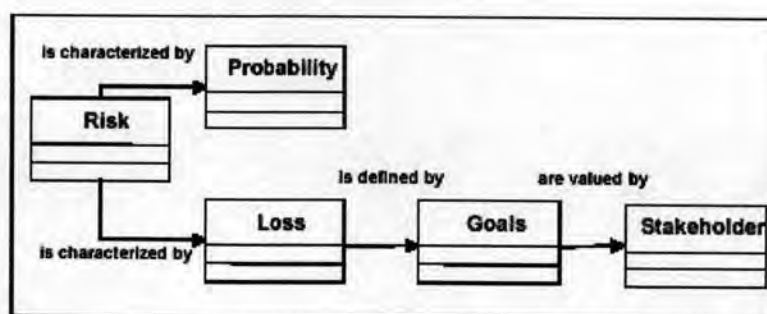 is characterized by
Probability
Risk
is defined by
are valued by
Loss
Goals
Stakeholder
is characterized by